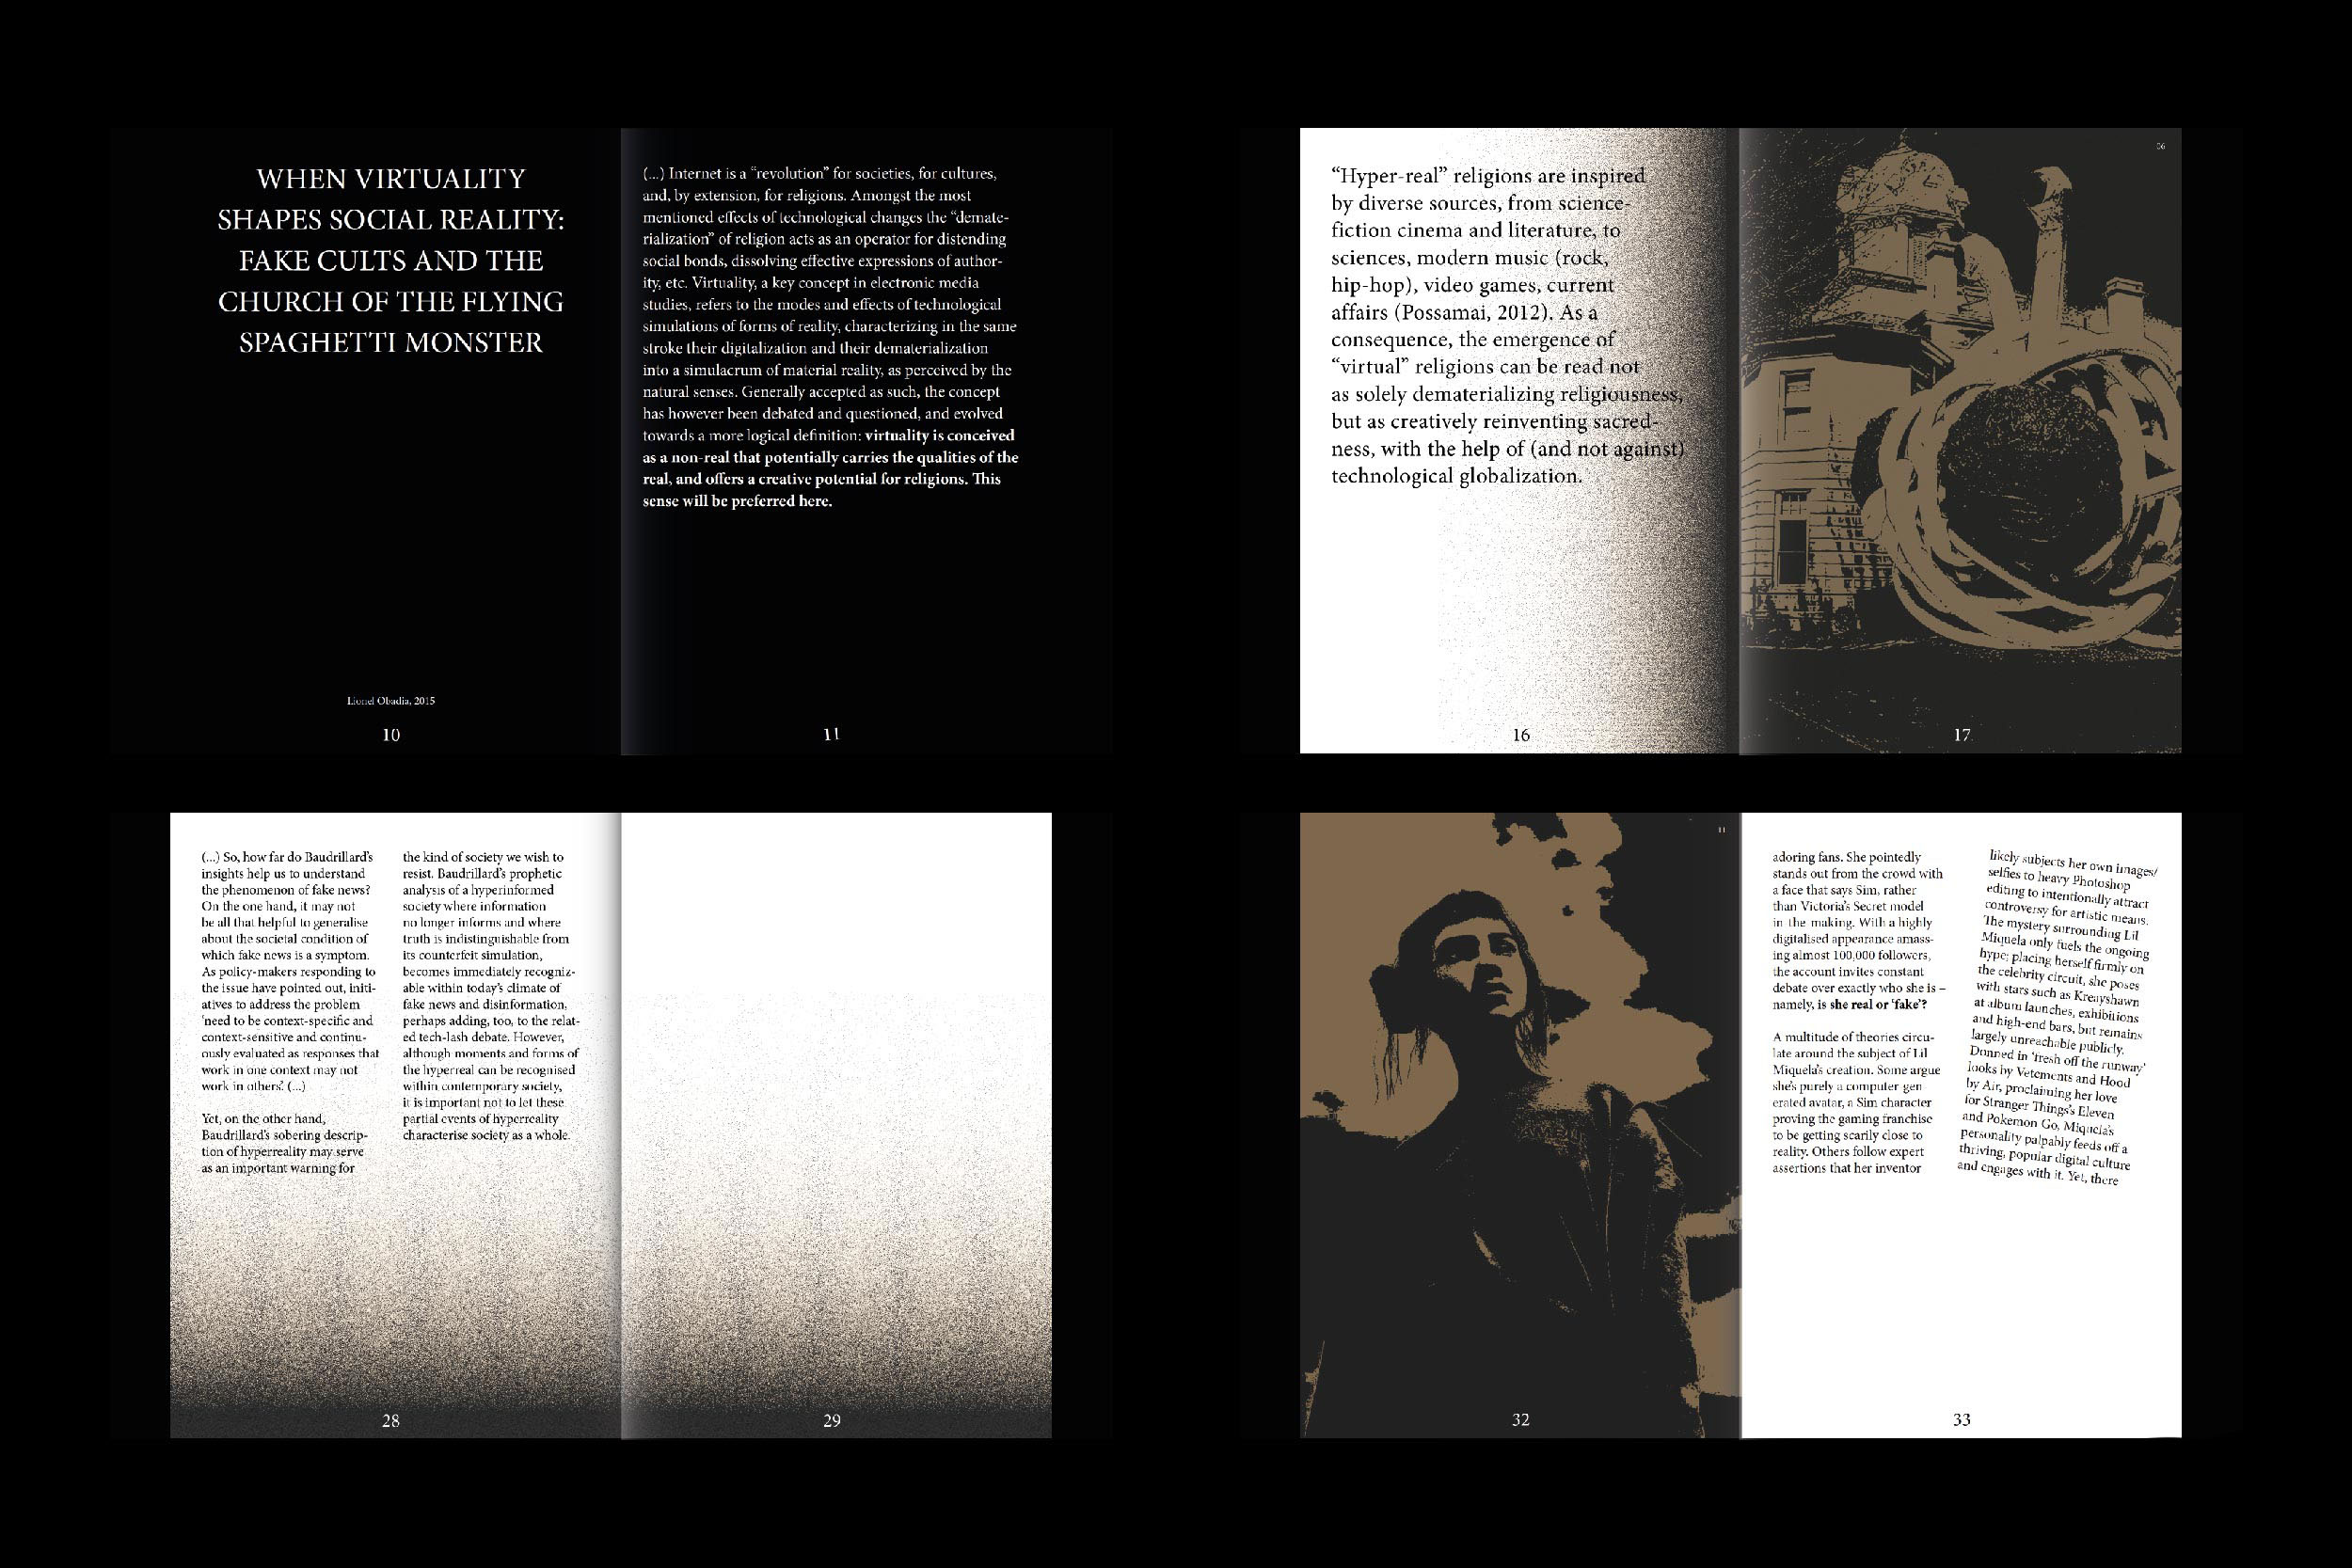 WHEN VIRTUALITY
SHAPES SOCIAL REALITY:
FAKE CULTS AND THE
CHURCH OF THE FLYING
SPAGHETTI MONSTER
Lionel Obadia, 2015
10
(...) Internet is a “revolution” for societies, for cultures,
and, by extension, for religions. Amongst the most
mentioned effects of technological changes the “demate-
rialization” of religion acts as an operator for distending
social bonds, dissolving effective expressions of author-
ity, etc. Virtuality, a key concept in electronic media
studies, refers to the modes and effects of technological
simulations of forms of reality, characterizing in the same
stroke their digitalization and their dematerialization
into a simulacrum of material reality, as perceived by the
natural senses. Generally accepted as such, the concept
has however been debated and questioned, and evolved
towards a more logical definition: virtuality is conceived
as a non-real that potentially carries the qualities of the
real, and offers a creative potential for religions. This
sense will be preferred here.
11
“Hyper-real” religions are inspired
by diverse sources, from science-
fiction cinema and literature, to
sciences, modern music (rock,
hip-hop), video games, current
affairs (Possamai, 2012). As a
consequence, the emergence of
“virtual” religions can be read not
as solely dematerializing religiousness,
but as creatively reinventing sacred-
ness, with the help of (and not against)
technological globalization.
16
06
17
(...) So, how far do Baudrillard’s
insights help us to understand
the phenomenon of fake news?
On the one hand, it may not
be all that helpful to generalise
about the societal condition of
which fake news is a symptom.
As policy-makers responding to
the issue have pointed out, initi-
atives to address the problem
‘need to be context-specific and
context-sensitive and continu-
ously evaluated as responses that
work in one context may not
work in others’. (...)
Yet, on the other hand,
Baudrillard’s sobering descrip-
tion of hyperreality may serve
as an important warning for
the kind of society we wish to
resist. Baudrillard’s prophetic
analysis of a hyperinformed
society where information
no longer informs and where
truth is indistinguishable from
its counterfeit simulation,
becomes immediately recogniz-
able within today’s climate of
fake news and disinformation,
perhaps adding, too, to the relat-
ed tech-lash debate. However,
although moments and forms of
the hyperreal can be recognised
within contemporary society,
it is important not to let these
partial events of hyperreality
characterise society as a whole.
28
29
11
32
adoring fans. She pointedly
stands out from the crowd with
a face that says Sim, rather
than Victoria’s Secret model
in the making. With a highly
digitalised appearance amass-
ing almost 100,000 followers,
the account invites constant
debate over exactly who she is –
namely, is she real or ‘fake’?
A multitude of theories circu-
late around the subject of Lil
Miquela’s creation. Some argue
she’s purely a computer-gen
erated avatar, a Sim character
proving the gaming franchise
to be getting scarily close to
reality. Others follow expert
assertions that her inventor
likely subjects her own images/
selfies to heavy Photoshop
editing to intentionally attract
controversy for artistic means.
The mystery surrounding Lil
Miquela only fuels the ongoing
hype; placing herself firmly on
the celebrity circuit, she poses
with stars such as Kreayshawn
at album launches, exhibitions
and high-end bars, but remains
largely unreachable publicly.
Donned in ‘fresh off the runway’
looks by Vetements and Hood
by Air, proclaiming her love
for Stranger Things’s Eleven
and Pokemon Go, Miquela’s
personality palpably feeds off a
thriving, popular digital culture
and engages with it. Yet, there
33